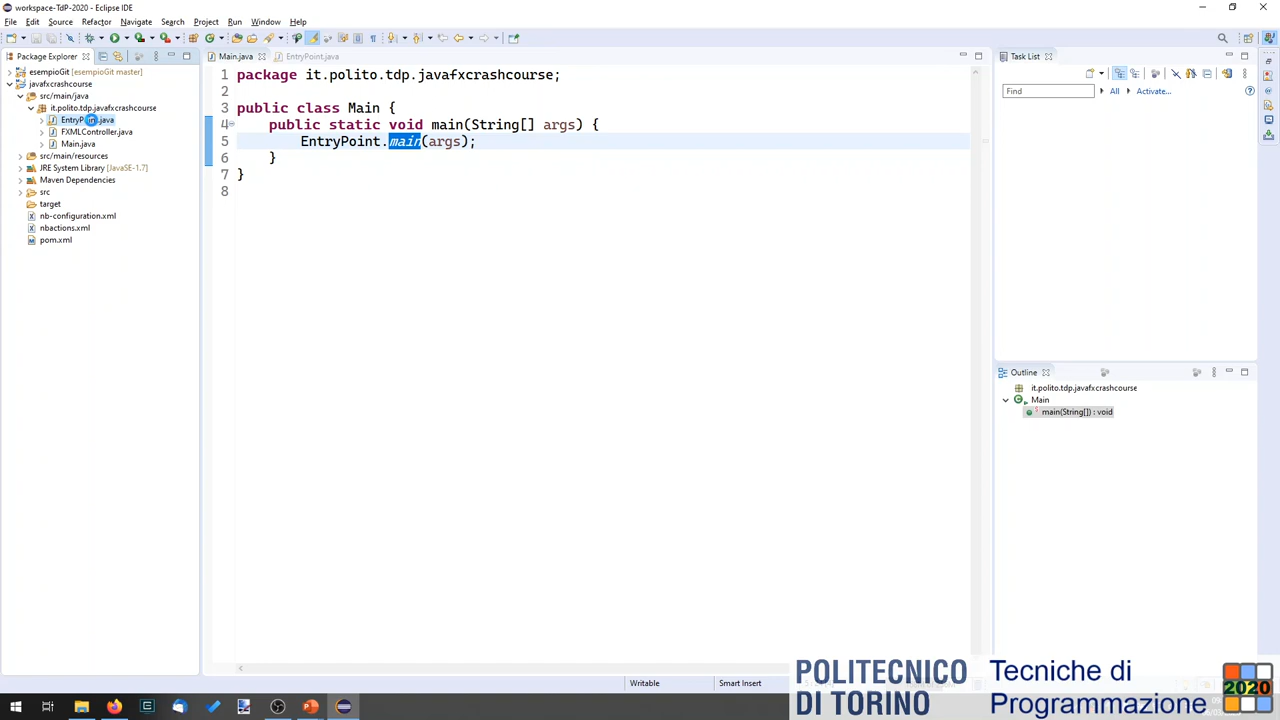 workspace-TdP-2020 - Eclipse IDE
File Edit Source Refactor Navigate Search Project Run Window Help
Package Explorer
esempioGit [esempioGit master]
javafxcrashcourse
src/main/java
it.polito.tdp.javafxcrashcourse
EntryPoint.java
FXMLController.java
Main.java
src/main/resources
JRE System Library [JavaSE-1.7]
Maven Dependencies
src
target
nb-configuration.xml
nbactions.xml
pom.xml
Main.java EntryPoint.java
1 package it.polito.tdp.javafxcrashcourse;
2
3 public class Main {
4 public static void main(String[] args) {
5 EntryPoint.main(args);
6 }
7 }
8
Task List
Find All Activate...
Outline
it.polito.tdp.javafxcrashcourse
Main
main(String[]) : void
Writable Smart Insert
POLITECNICO
DI TORINO
Tecniche di
Programmazione
2020